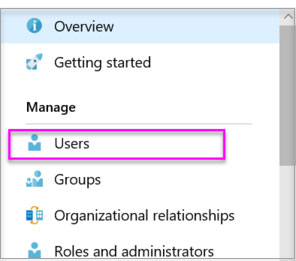 Overview
Getting started
Manage
Users
Groups
Organizational relationships
Roles and administrators